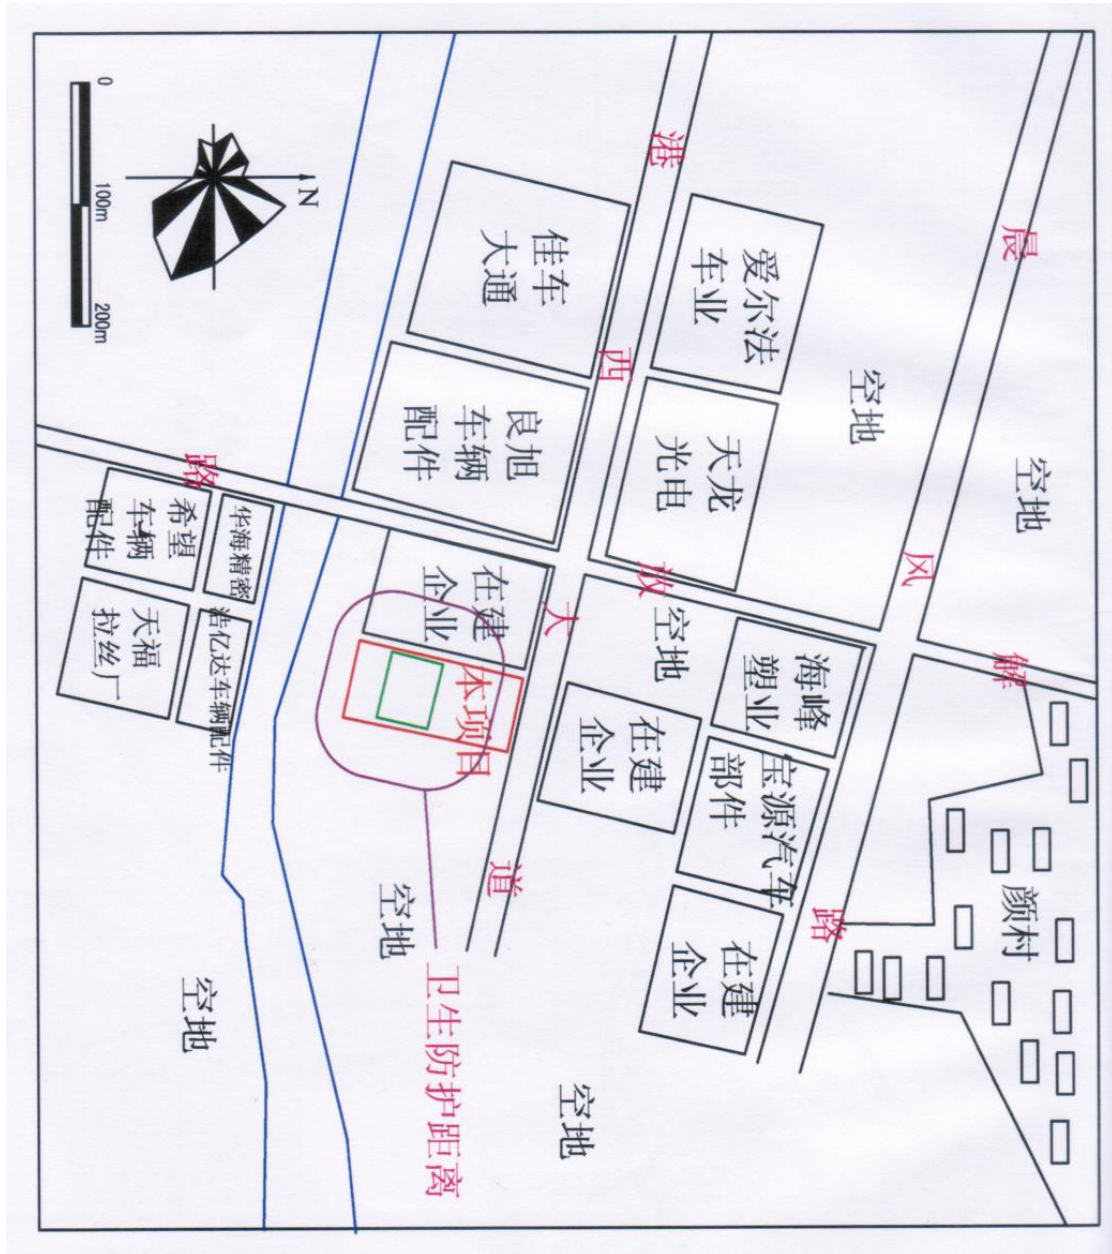 解
晨
空地
颜村
风
空地
路
爱尔法
车业
天龙
光电
海峰
塑业
宝源汽车
部件
在建
企业
港
西
放
空地
在建
企业
空地
大
道
佳车
大通
良旭
车辆
配件
在建
企业
本项目
卫生防护距离
空地
N
路
华海精密
浩亿达车辆配件
希望
车辆
配件
天福
拉丝厂
空地
0
100m
200m